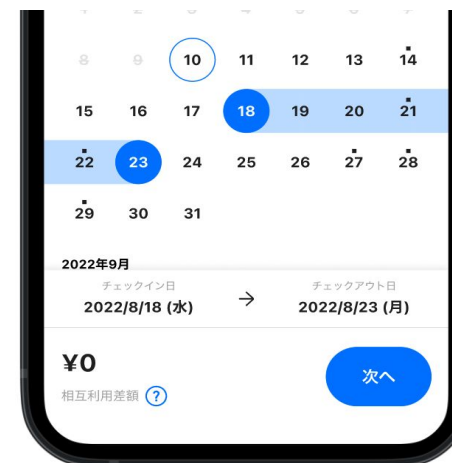 8 9 10 11 12 13 14
15 16 17 18 19 20 21
22 23 24 25 26 27 28
29 30 31
2022年9月
チェックイン日 チェックアウト日
2022/8/18 (水) → 2022/8/23 (月)
¥0
次へ
相互利用差額 ?